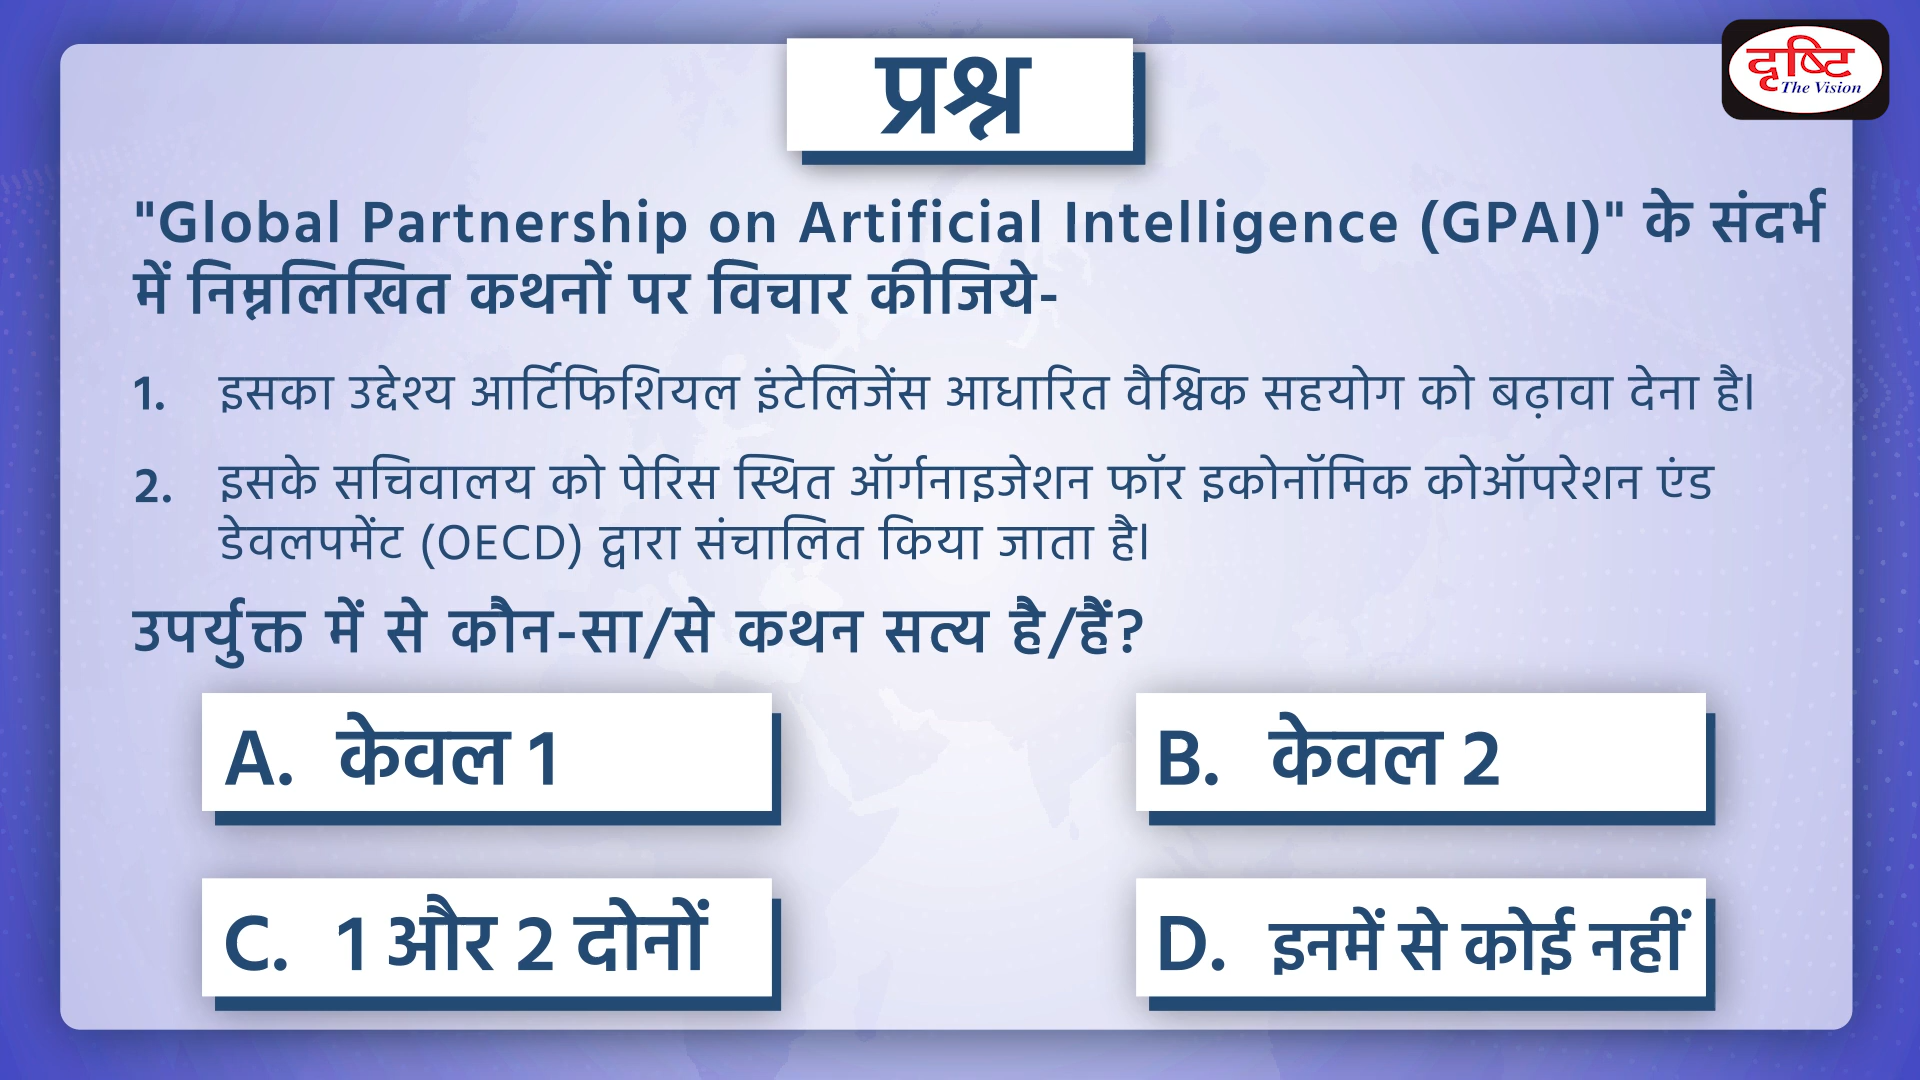 प्रश्न
दृष्टि
The Vision
"Global Partnership on Artificial Intelligence (GPAI)" के संदर्भ
में निम्नलिखित कथनों पर विचार कीजिये-
1. इसका उद्देश्य आर्टिफिशियल इंटेलिजेंस आधारित वैश्विक सहयोग को बढ़ावा देना है।
2. इसके सचिवालय को पेरिस स्थित ऑर्गनाइजेशन फॉर इकोनॉमिक कोऑपरेशन एंड
डेवलपमेंट (OECD) द्वारा संचालित किया जाता है।
उपर्युक्त में से कौन-सा/से कथन सत्य है/हैं?
A. केवल 1
B. केवल 2
C. 1 और 2 दोनों
D. इनमें से कोई नहीं